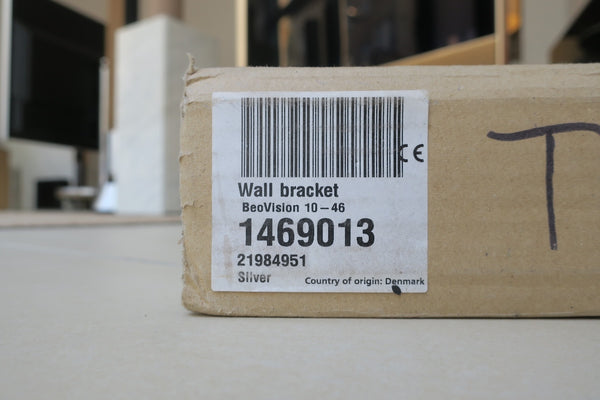 CE
Wall bracket
BeoVision 10-46
1469013
21984951
Silver
Country of origin: Denmark
T